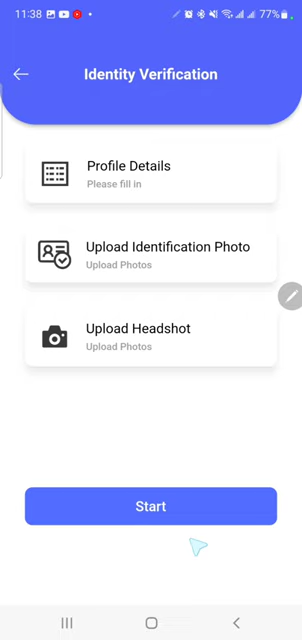 11:38
77%
Identity Verification
Profile Details
Please fill in
Upload Identification Photo
Upload Photos
Upload Headshot
Upload Photos
Start